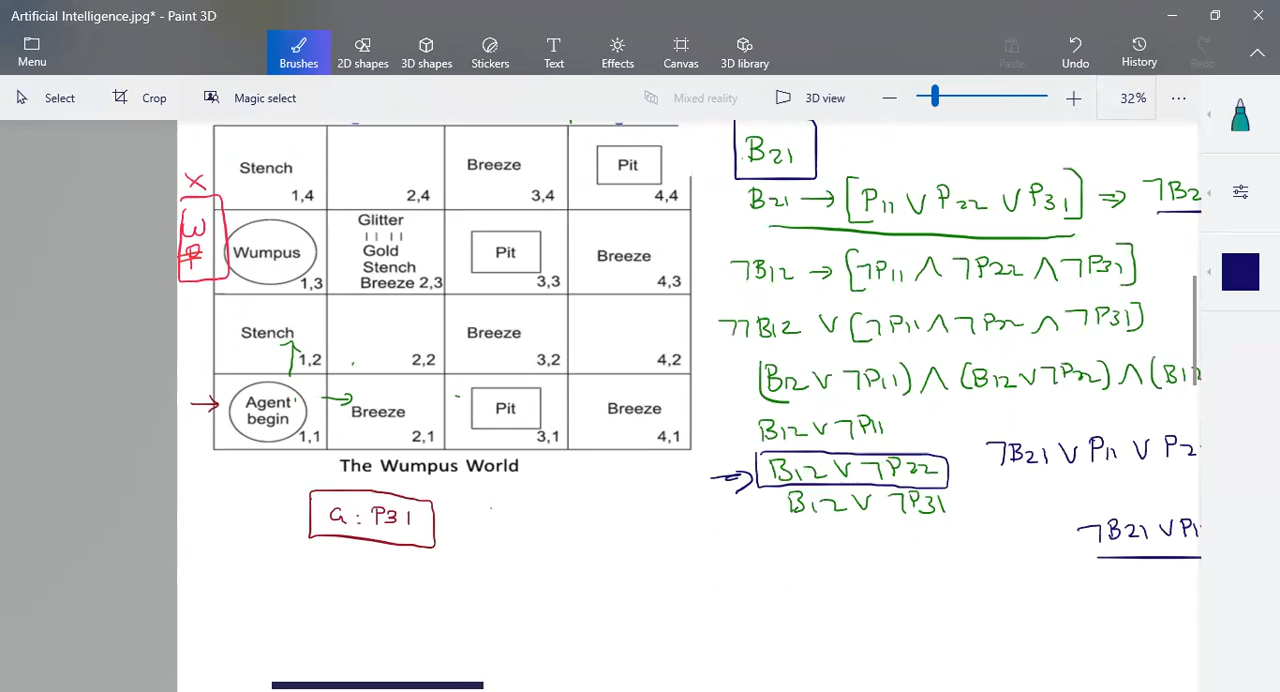 Artificial Intelligence.jpg* - Paint 3D
Menu
Brushes
2D shapes
3D shapes
Stickers
Text
Effects
Canvas
3D library
Paste
Undo
History
Redo
Select
Crop
Magic select
Mixed reality
3D view
32%
Stench
1,4
2,4
Breeze
3,4
Pit
4,4
Wumpus
1,3
Glitter
Gold
Stench
Breeze 2,3
Pit
3,3
Breeze
4,3
Stench
1,2
2,2
Breeze
3,2
4,2
Agent
begin
1,1
Breeze
2,1
Pit
3,1
Breeze
4,1
The Wumpus World
G : P31
X
B21
B21 → [P11 ∨ P22 ∨ P31] ⇒ ¬B2
¬B12 → [¬P11 ∧ ¬P22 ∧ ¬P31]
¬¬B12 ∨ [¬P11 ∧ ¬P22 ∧ ¬P31]
(B12 ∨ ¬P11) ∧ (B12 ∨ ¬P22) ∧ (B12
B12 ∨ ¬P11
B12 ∨ ¬P22
B12 ∨ ¬P31
¬B21 ∨ P11 ∨ P2
¬B21 ∨ P1